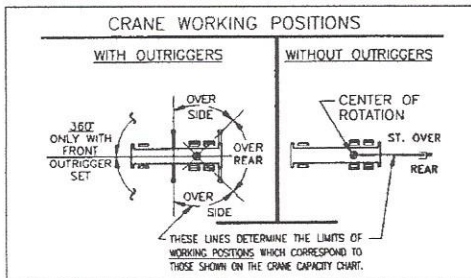 CRANE WORKING POSITIONS
WITH OUTRIGGERS
360°
ONLY WITH
FRONT
OUTRIGGER
SET
OVER
SIDE
OVER
REAR
OVER
SIDE
WITHOUT OUTRIGGERS
CENTER OF
ROTATION
ST. OVER
REAR
THESE LINES DETERMINE THE LIMITS OF
WORKING POSITIONS WHICH CORRESPOND TO
THOSE SHOWN ON THE CRANE CAPACITY CHART.